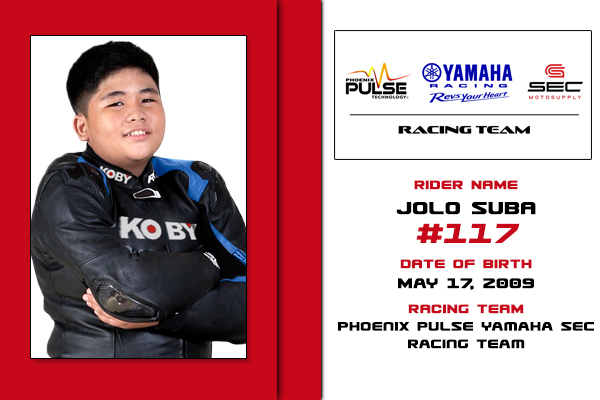 KOBY
KOBY
PHOENIX
PULSE
TECHNOLOGY
YAMAHA
RACING
Revs Your Heart
SEC
MOTOSUPPLY
RACING TEAM
RIDER NAME
JOLO SUBA
#117
DATE OF BIRTH
MAY 17, 2009
RACING TEAM
PHOENIX PULSE YAMAHA SEC
RACING TEAM